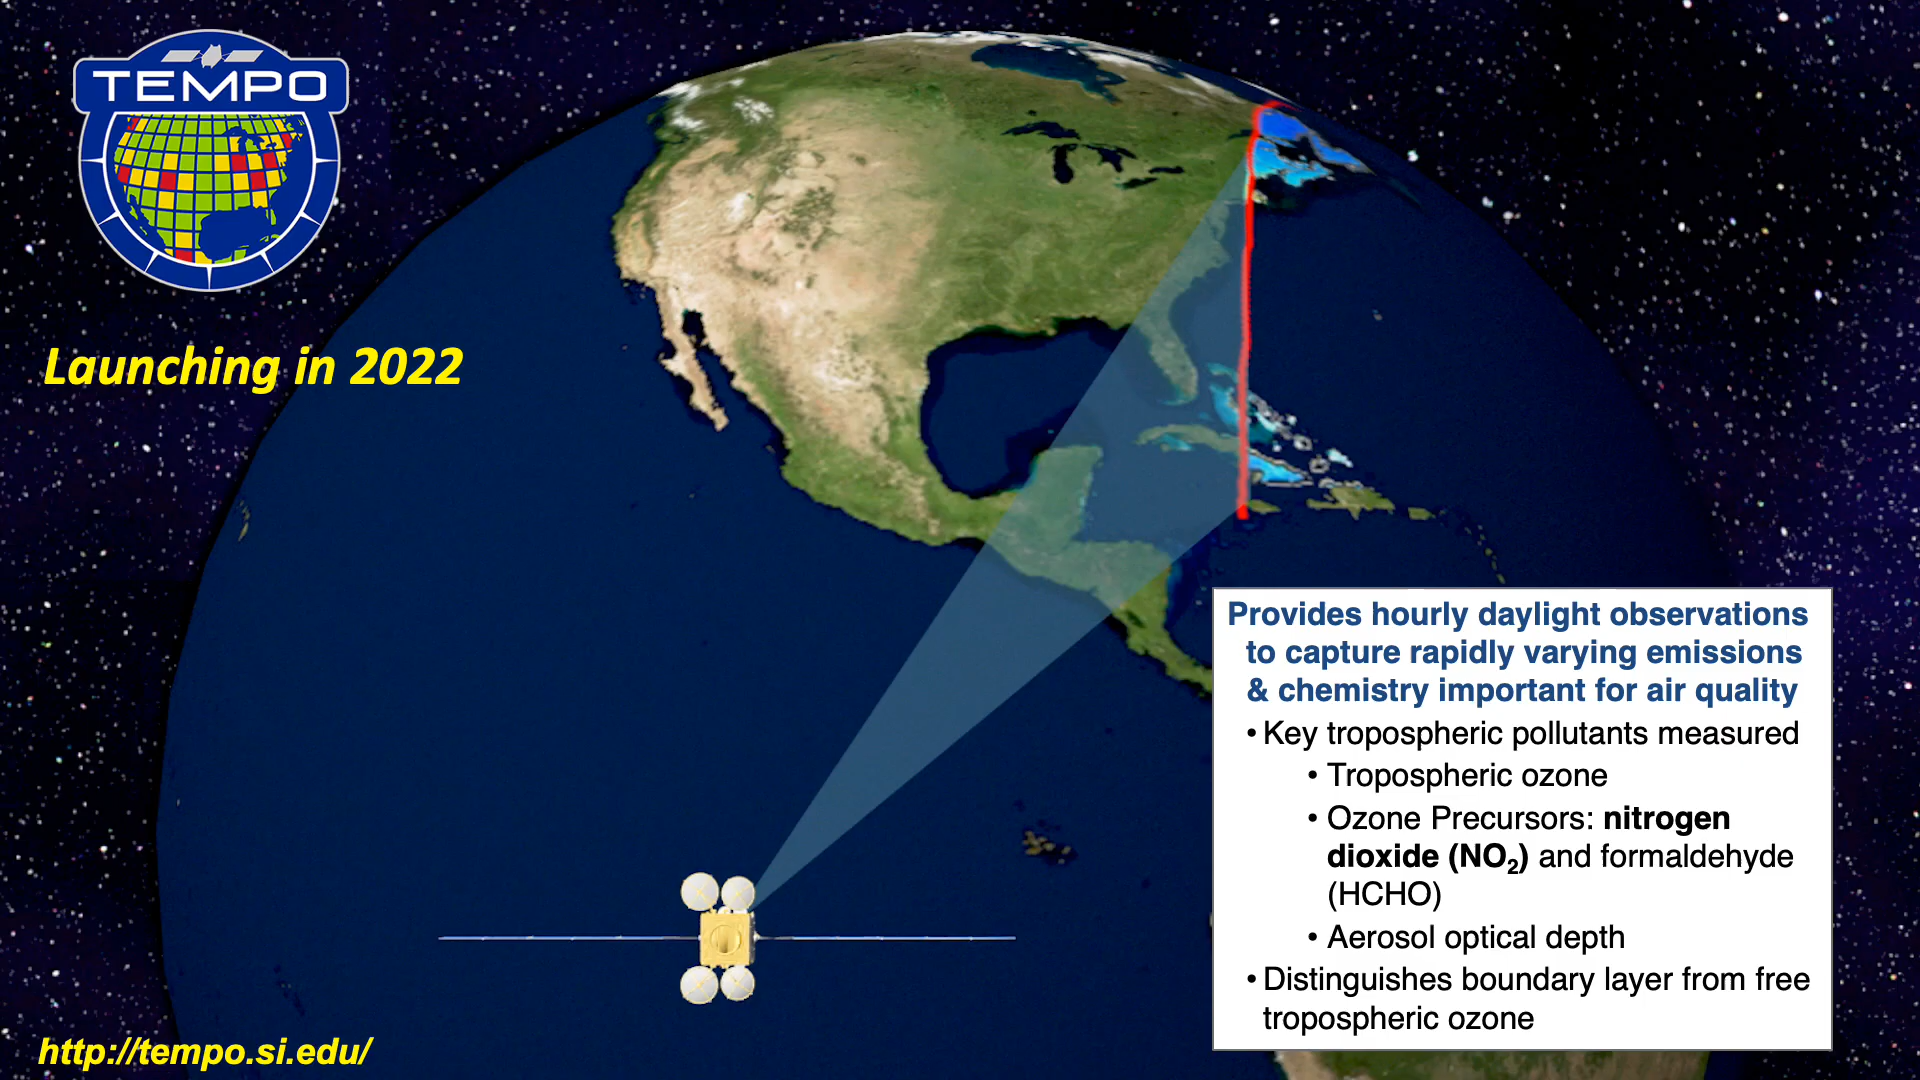 TEMPO
Launching in 2022
Provides hourly daylight observations
to capture rapidly varying emissions
& chemistry important for air quality
• Key tropospheric pollutants measured
• Tropospheric ozone
• Ozone Precursors: nitrogen
dioxide (NO₂) and formaldehyde
(HCHO)
• Aerosol optical depth
• Distinguishes boundary layer from free
tropospheric ozone
http://tempo.si.edu/